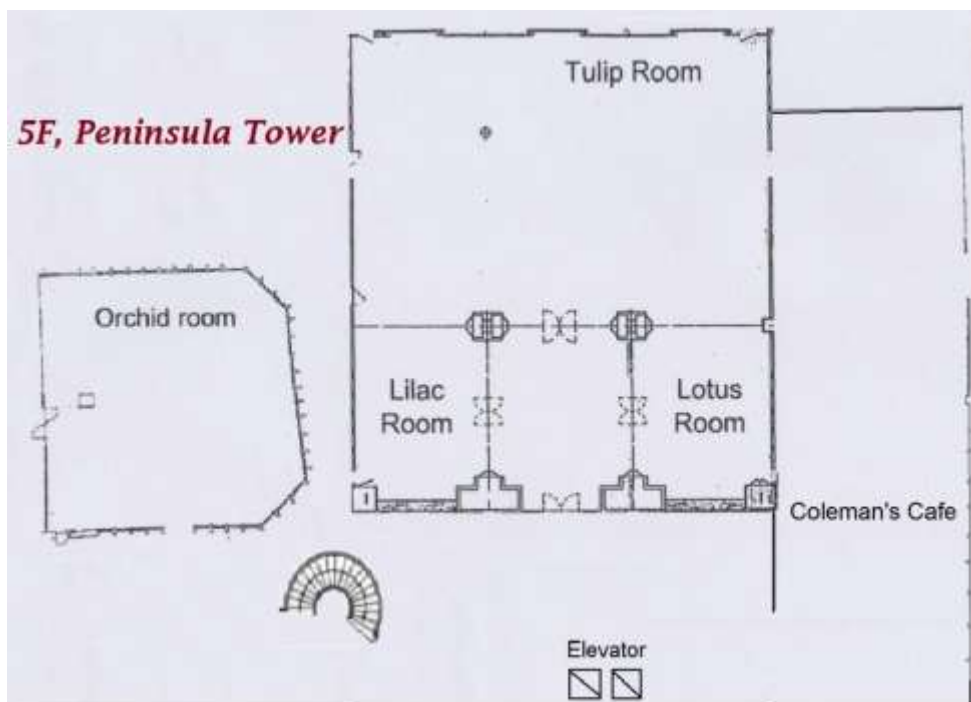 Tulip Room
5F, Peninsula Tower
Orchid room
Lilac
Room
Lotus
Room
Coleman's Cafe
Elevator